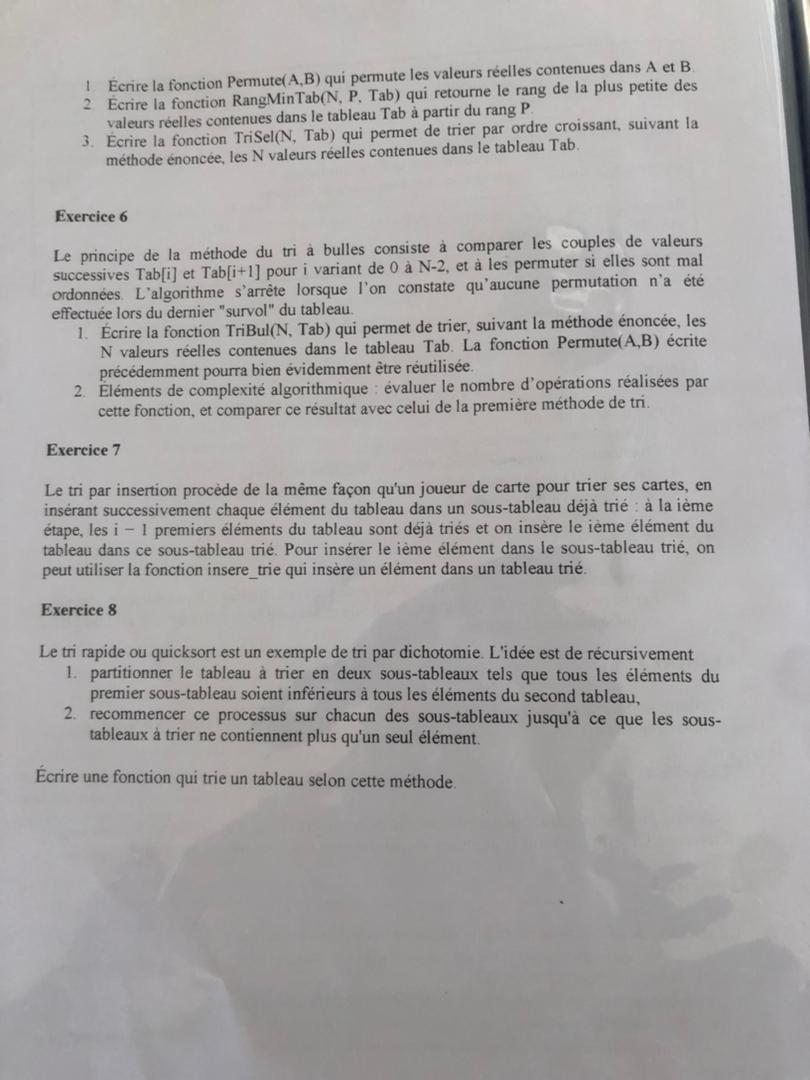 1. Écrire la fonction Permute(A,B) qui permute les valeurs réelles contenues dans A et B.
2. Écrire la fonction RangMinTab(N, P, Tab) qui retourne le rang de la plus petite des
valeurs réelles contenues dans le tableau Tab à partir du rang P.
3. Écrire la fonction TriSel(N, Tab) qui permet de trier par ordre croissant, suivant la
méthode énoncée, les N valeurs réelles contenues dans le tableau Tab.
Exercice 6
Le principe de la méthode du tri à bulles consiste à comparer les couples de valeurs
successives Tab[i] et Tab[i+1] pour i variant de 0 à N-2, et à les permuter si elles sont mal
ordonnées. L'algorithme s'arrête lorsque l'on constate qu'aucune permutation n'a été
effectuée lors du dernier "survol" du tableau.
1. Écrire la fonction TriBul(N, Tab) qui permet de trier, suivant la méthode énoncée, les
N valeurs réelles contenues dans le tableau Tab. La fonction Permute(A,B) écrite
précédemment pourra bien évidemment être réutilisée.
2. Éléments de complexité algorithmique : évaluer le nombre d'opérations réalisées par
cette fonction, et comparer ce résultat avec celui de la première méthode de tri.
Exercice 7
Le tri par insertion procède de la même façon qu'un joueur de carte pour trier ses cartes, en
insérant successivement chaque élément du tableau dans un sous-tableau déjà trié : à la ième
étape, les i – 1 premiers éléments du tableau sont déjà triés et on insère le ième élément du
tableau dans ce sous-tableau trié. Pour insérer le ième élément dans le sous-tableau trié, on
peut utiliser la fonction insere_trie qui insère un élément dans un tableau trié.
Exercice 8
Le tri rapide ou quicksort est un exemple de tri par dichotomie. L'idée est de récursivement
1. partitionner le tableau à trier en deux sous-tableaux tels que tous les éléments du
premier sous-tableau soient inférieurs à tous les éléments du second tableau,
2. recommencer ce processus sur chacun des sous-tableaux jusqu'à ce que les sous-
tableaux à trier ne contiennent plus qu'un seul élément.
Écrire une fonction qui trie un tableau selon cette méthode.